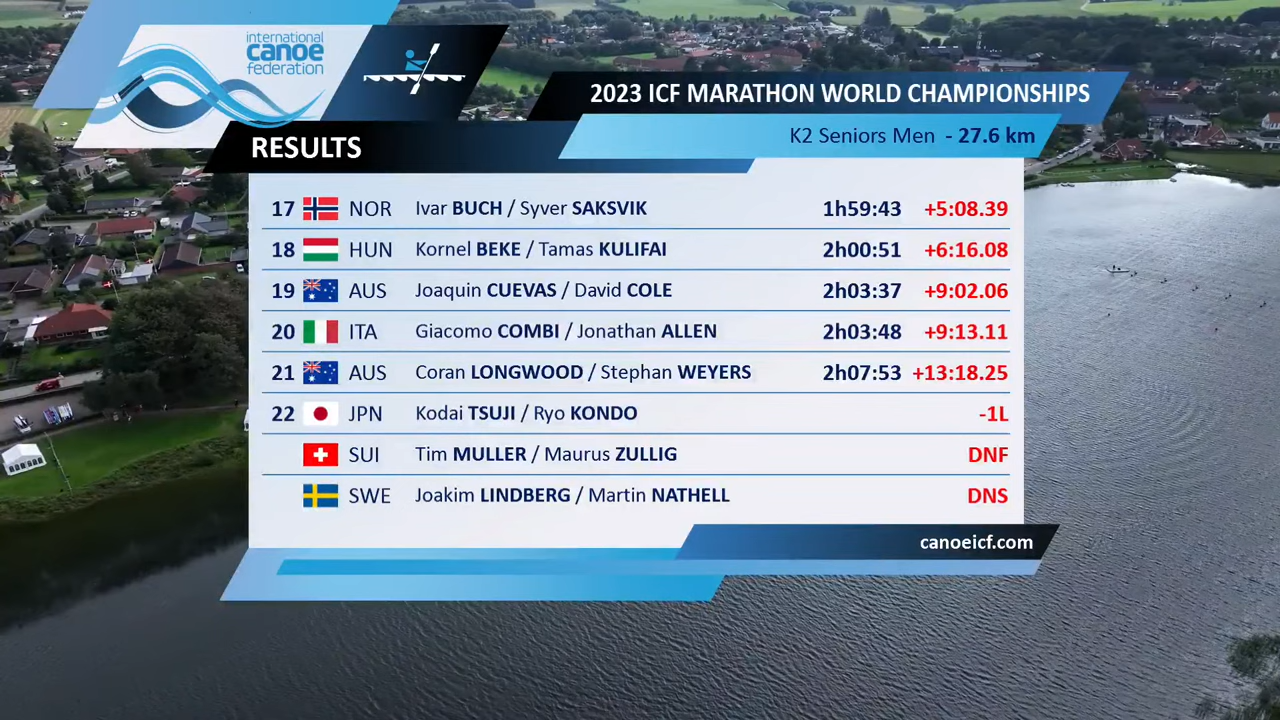 international
canoe
federation
2023 ICF MARATHON WORLD CHAMPIONSHIPS
K2 Seniors Men - 27.6 km
RESULTS
17 NOR Ivar BUCH / Syver SAKSVIK 1h59:43 +5:08.39
18 HUN Kornel BEKE / Tamas KULIFAI 2h00:51 +6:16.08
19 AUS Joaquin CUEVAS / David COLE 2h03:37 +9:02.06
20 ITA Giacomo COMBI / Jonathan ALLEN 2h03:48 +9:13.11
21 AUS Coran LONGWOOD / Stephan WEYERS 2h07:53 +13:18.25
22 JPN Kodai TSUJI / Ryo KONDO -1L
SUI Tim MULLER / Maurus ZULLIG DNF
SWE Joakim LINDBERG / Martin NATHELL DNS
canoeicf.com